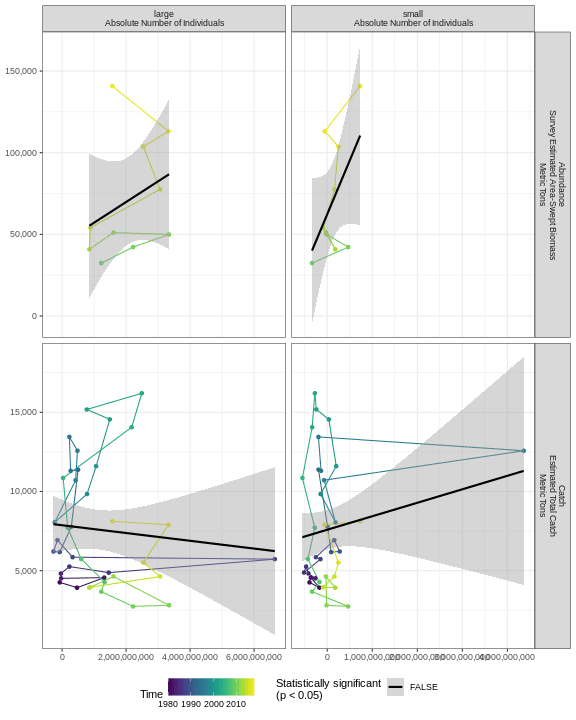 large
Absolute Number of Individuals
small
Absolute Number of Individuals
150,000
100,000
50,000
0
Abundance
Survey Estimated Area-Swept Biomass
Metric Tons
15,000
10,000
5,000
Catch
Estimated Total Catch
Metric Tons
0
2,000,000,000
4,000,000,000
6,000,000,000
0
1,000,000,000
2,000,000,000
3,000,000,000
4,000,000,000
Time
1980 1990 2000 2010
Statistically significant
(p < 0.05)
FALSE